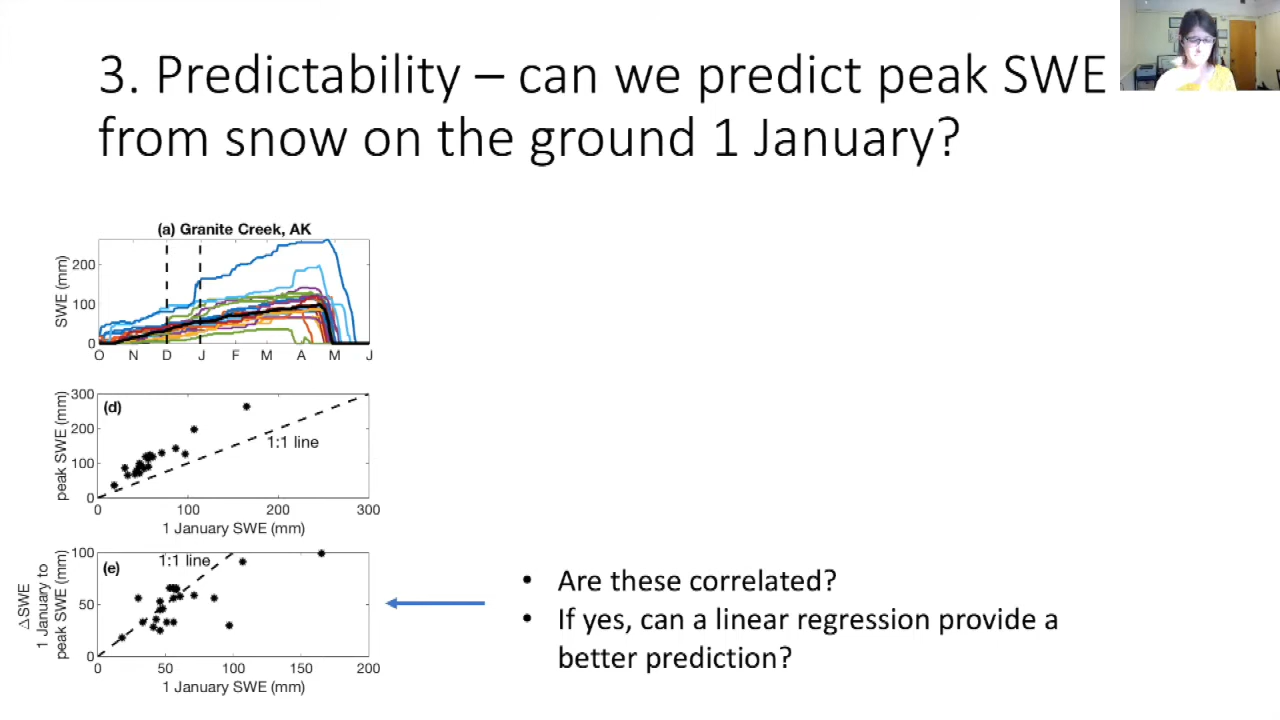 3. Predictability – can we predict peak SWE
from snow on the ground 1 January?
(a) Granite Creek, AK
SWE (mm)
200
100
0
O N D J F M A M J
peak SWE (mm)
300
200
100
0
(d)
1:1 line
0 100 200 300
1 January SWE (mm)
△SWE
1 January to
peak SWE (mm)
100
50
0
(e)
1:1 line
0 50 100 150 200
1 January SWE (mm)
• Are these correlated?
• If yes, can a linear regression provide a
better prediction?